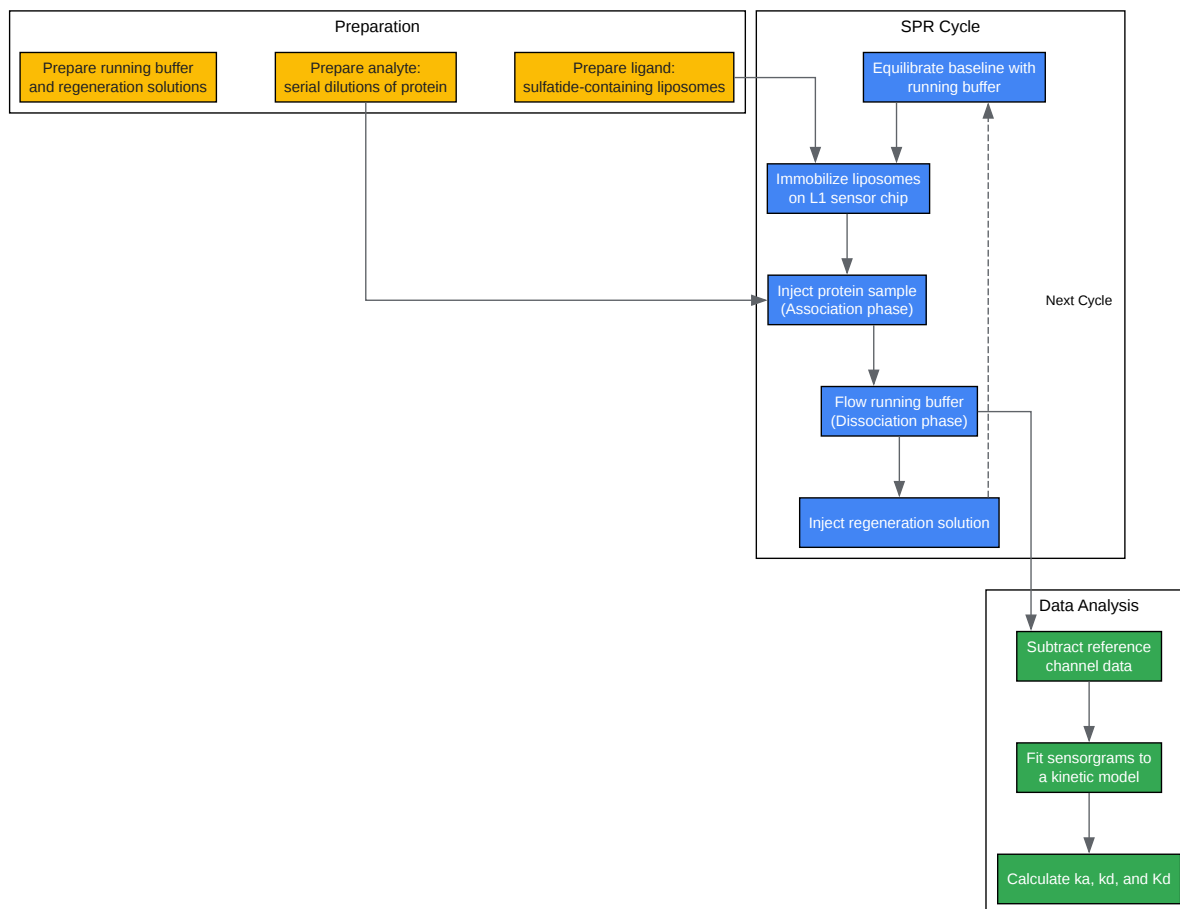 Preparation
Prepare running buffer
and regeneration solutions
Prepare analyte:
serial dilutions of protein
Prepare ligand:
sulfatide-containing liposomes
SPR Cycle
Equilibrate baseline with
running buffer
Immobilize liposomes
on L1 sensor chip
Inject protein sample
(Association phase)
Next Cycle
Flow running buffer
(Dissociation phase)
Inject regeneration solution
Data Analysis
Subtract reference
channel data
Fit sensorgrams to
a kinetic model
Calculate ka, kd, and Kd